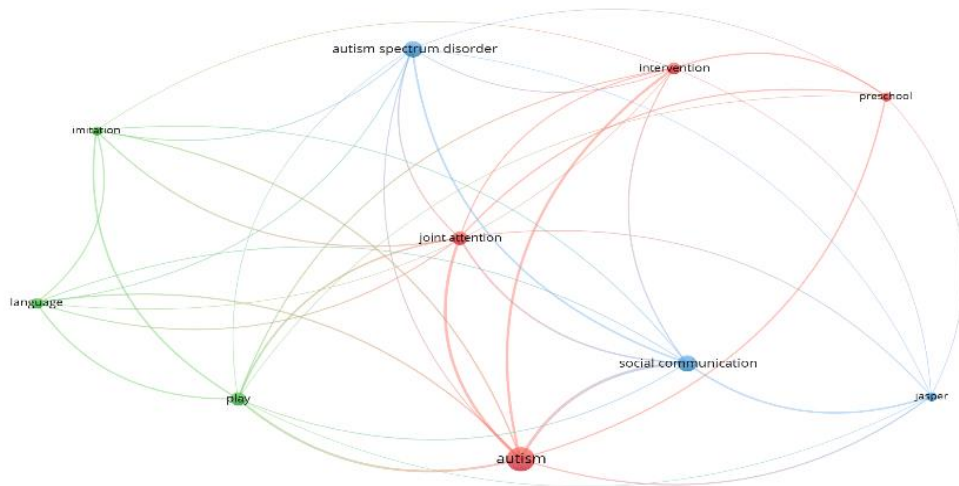 autism spectrum disorder
intervention
preschool
imitation
joint attention
language
social communication
jasper
play
autism